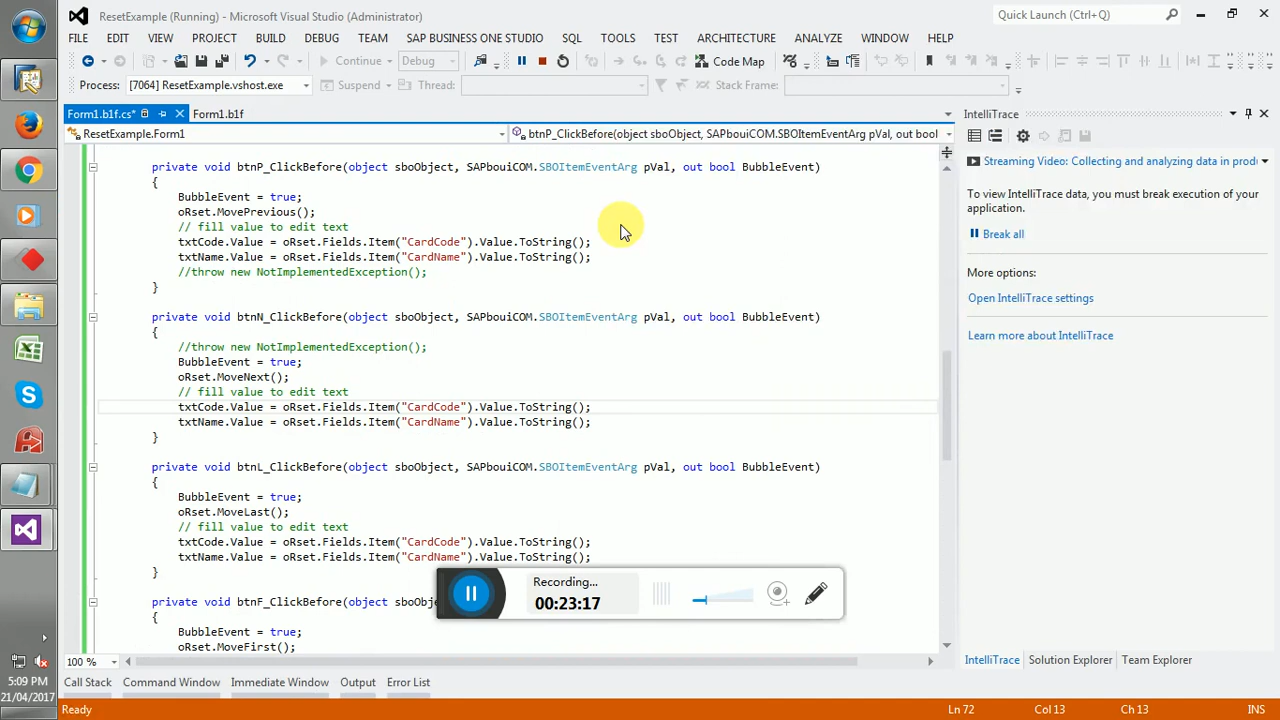 ResetExample (Running) - Microsoft Visual Studio (Administrator)
Quick Launch (Ctrl+Q)
FILE EDIT VIEW PROJECT BUILD DEBUG TEAM SAP BUSINESS ONE STUDIO SQL TOOLS TEST ARCHITECTURE ANALYZE WINDOW HELP
Continue Debug Code Map
Process: [7064] ResetExample.vshost.exe Suspend Thread: Stack Frame:
Form1.b1f.cs* Form1.b1f
ResetExample.Form1 btnP_ClickBefore(object sboObject, SAPbouiCOM.SBOItemEventArg pVal, out bool
private void btnP_ClickBefore(object sboObject, SAPbouiCOM.SBOItemEventArg pVal, out bool BubbleEvent)
{
BubbleEvent = true;
oRset.MovePrevious();
// fill value to edit text
txtCode.Value = oRset.Fields.Item("CardCode").Value.ToString();
txtName.Value = oRset.Fields.Item("CardName").Value.ToString();
//throw new NotImplementedException();
}
private void btnN_ClickBefore(object sboObject, SAPbouiCOM.SBOItemEventArg pVal, out bool BubbleEvent)
{
//throw new NotImplementedException();
BubbleEvent = true;
oRset.MoveNext();
// fill value to edit text
txtCode.Value = oRset.Fields.Item("CardCode").Value.ToString();
txtName.Value = oRset.Fields.Item("CardName").Value.ToString();
}
private void btnL_ClickBefore(object sboObject, SAPbouiCOM.SBOItemEventArg pVal, out bool BubbleEvent)
{
BubbleEvent = true;
oRset.MoveLast();
// fill value to edit text
txtCode.Value = oRset.Fields.Item("CardCode").Value.ToString();
txtName.Value = oRset.Fields.Item("CardName").Value.ToString();
}
private void btnF_ClickBefore(object sboObje
{
BubbleEvent = true;
oRset.MoveFirst();
Recording...
00:23:17
100 %
IntelliTrace
Streaming Video: Collecting and analyzing data in prod
To view IntelliTrace data, you must break execution of your
application.
Break all
More options:
Open IntelliTrace settings
Learn more about IntelliTrace
IntelliTrace Solution Explorer Team Explorer
Call Stack Command Window Immediate Window Output Error List
Ready Ln 72 Col 13 Ch 13 INS
5:09 PM
21/04/2017